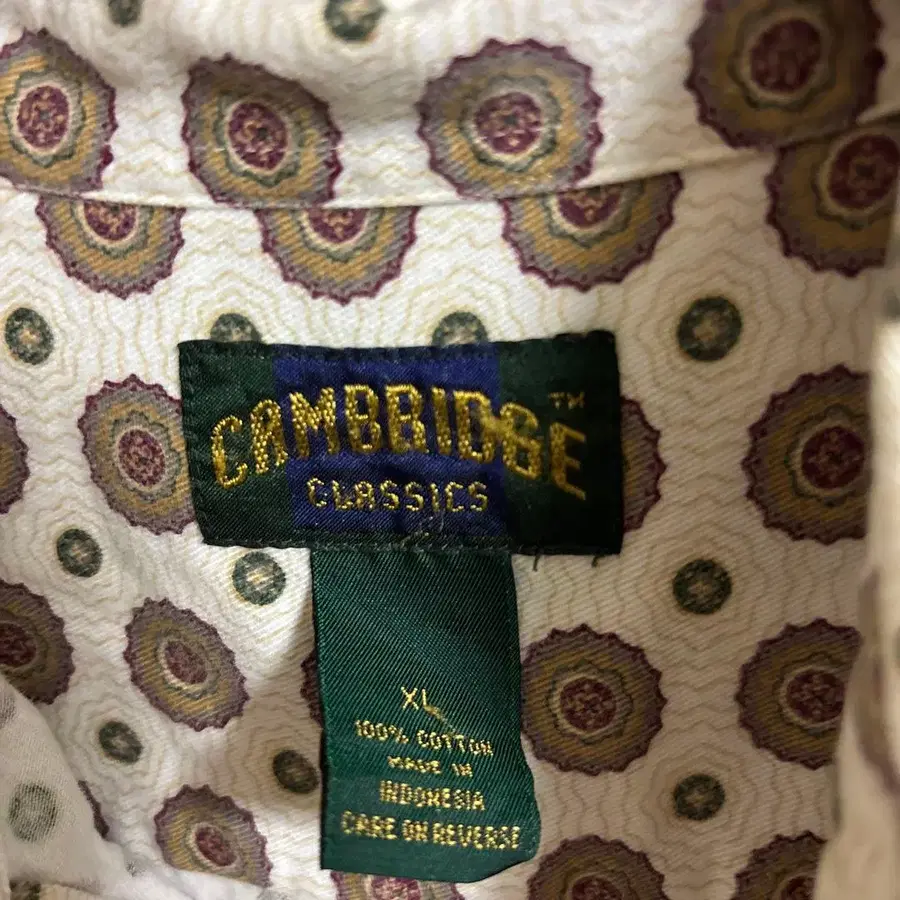 CAMBRIDGE™
CLASSICS
XL
100% COTTON
MADE IN
INDONESIA
CARE ON REVERSE